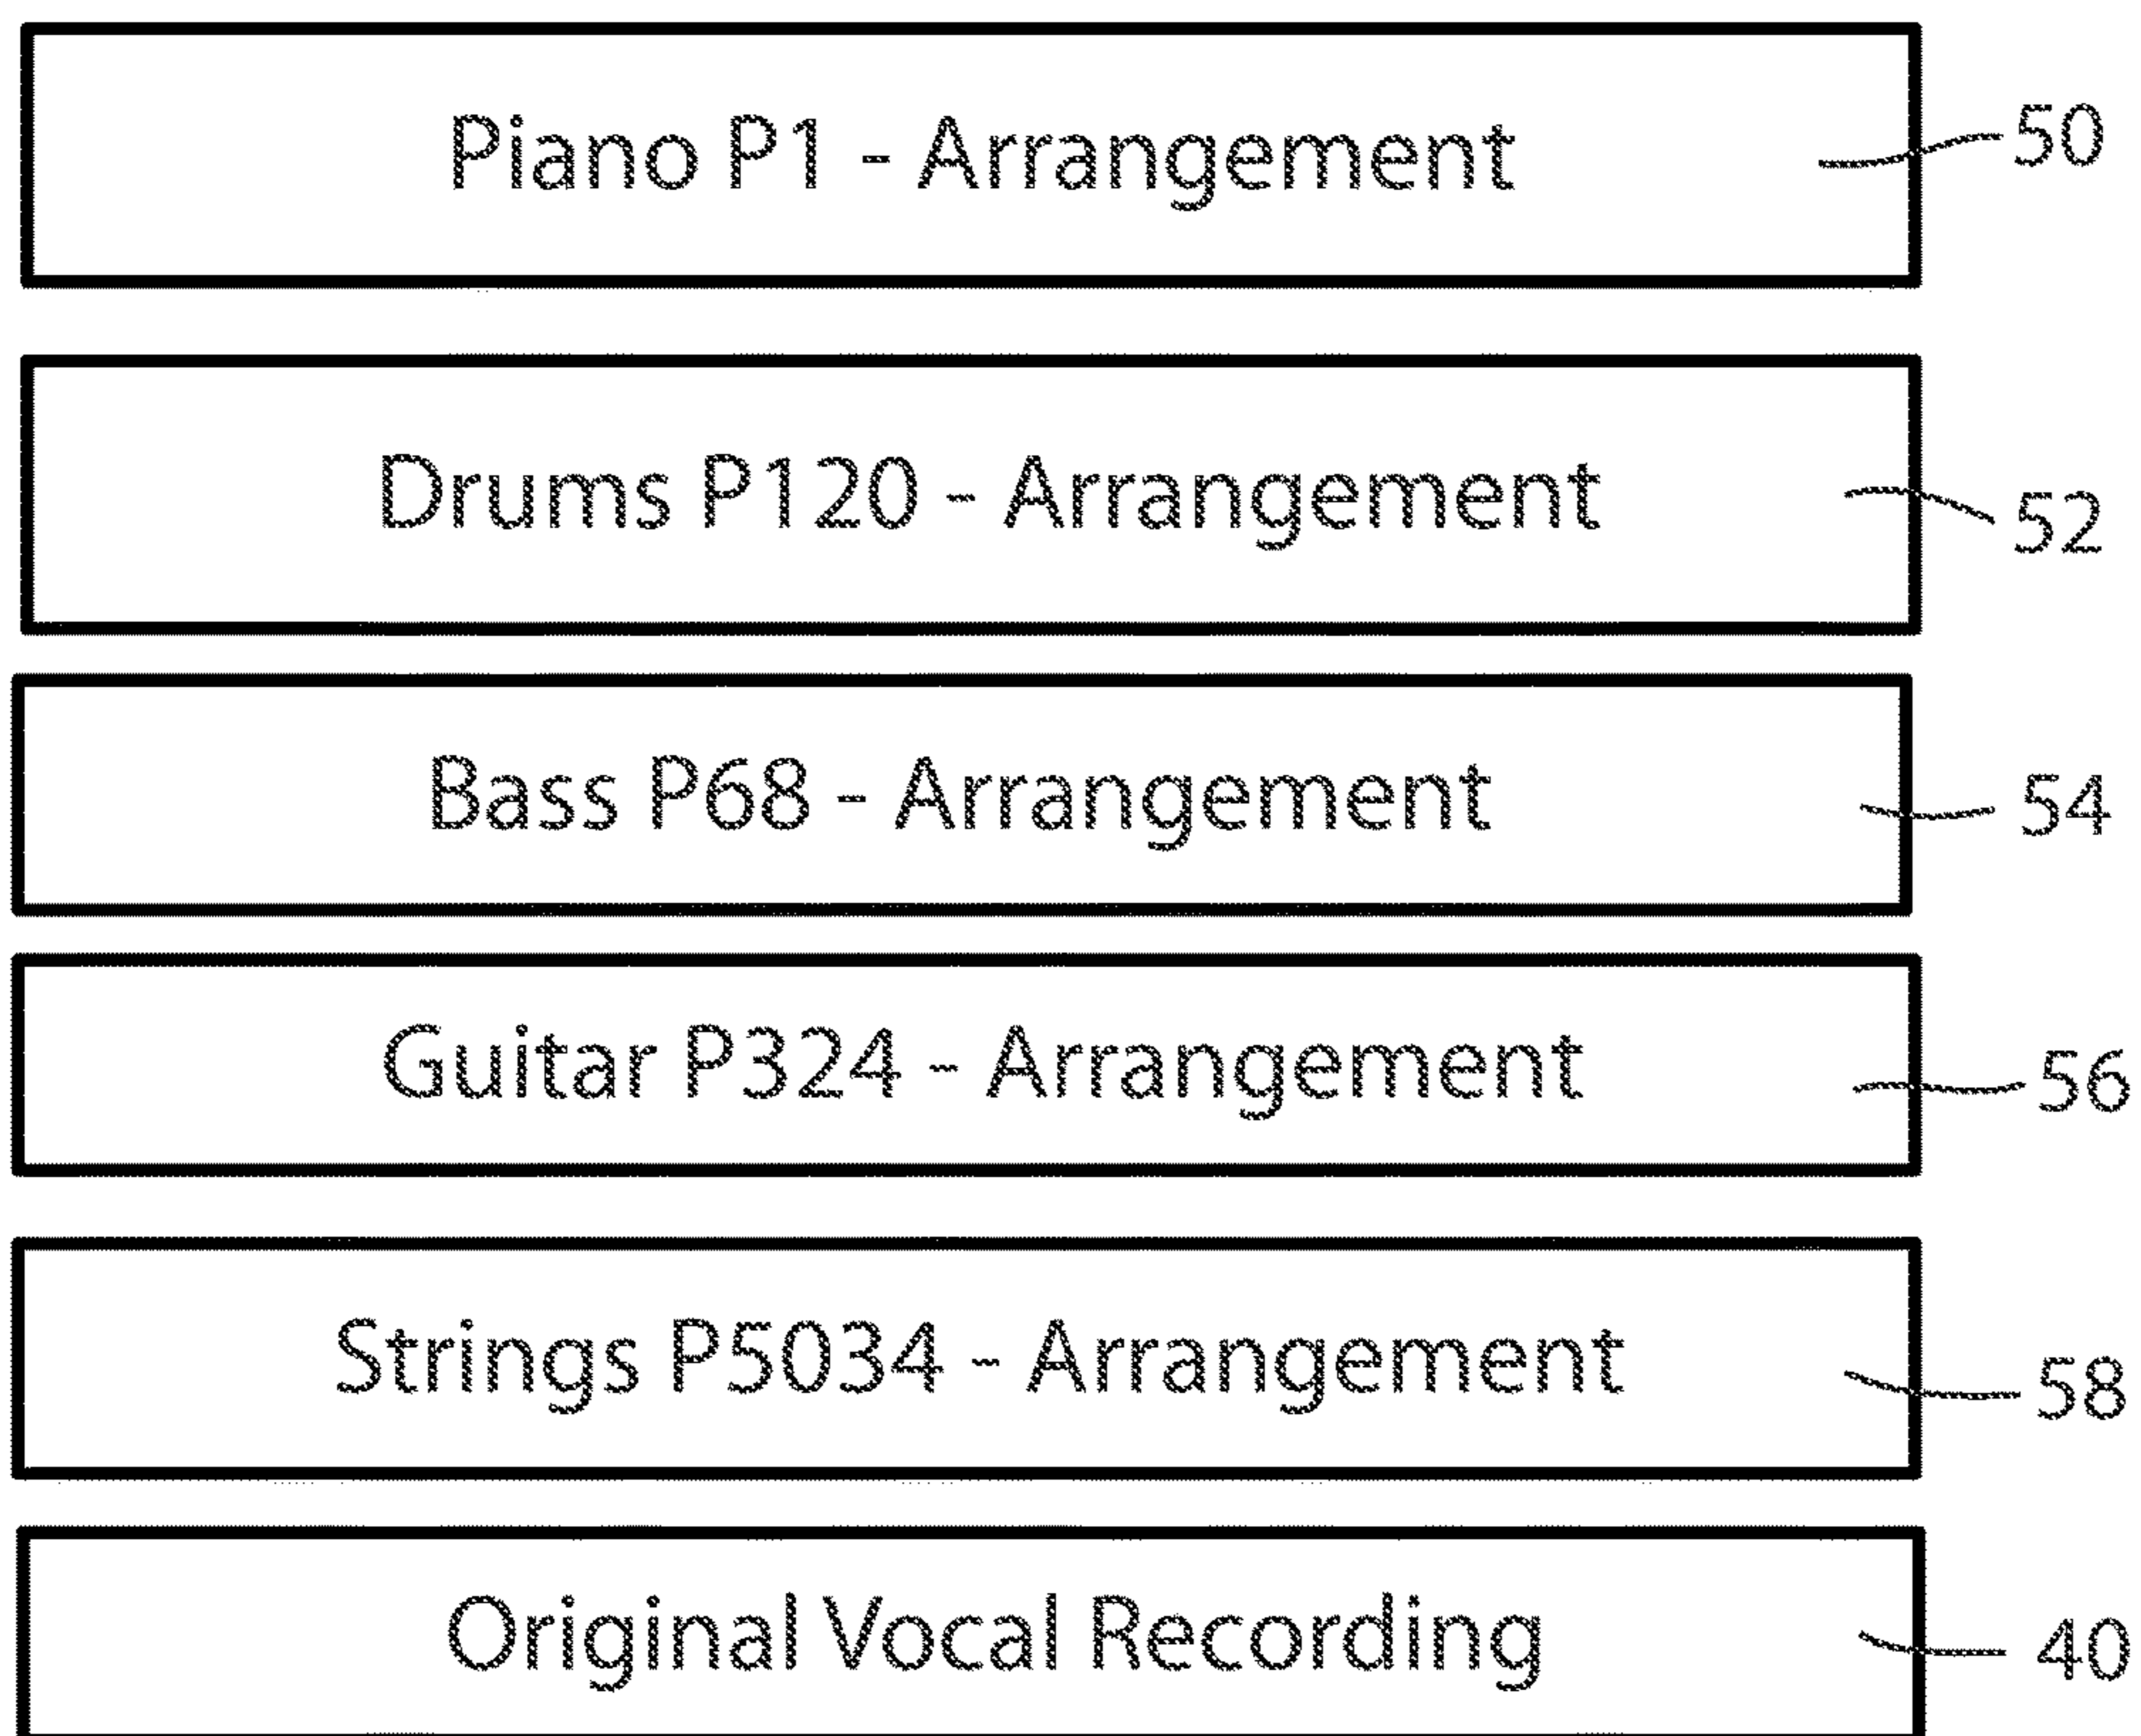 Piano P1 - Arrangement 50
Drums P120 - Arrangement 52
Bass P68 - Arrangement 54
Guitar P324 - Arrangement 56
Strings P5034 - Arrangement 58
Original Vocal Recording 40